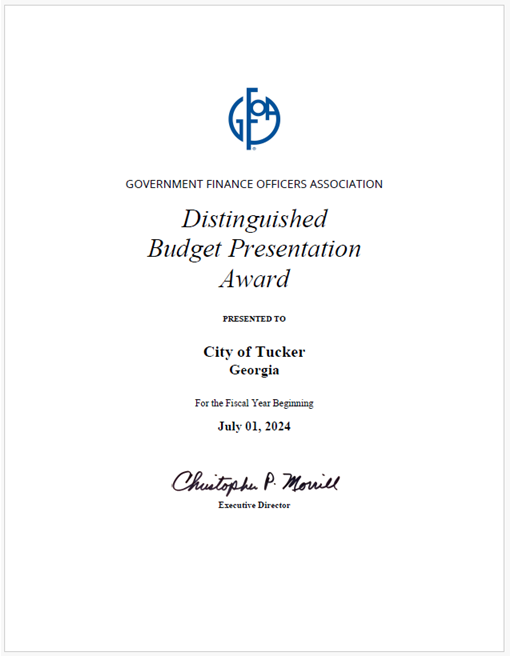 GFOA
®
GOVERNMENT FINANCE OFFICERS ASSOCIATION
Distinguished
Budget Presentation
Award
PRESENTED TO
City of Tucker
Georgia
For the Fiscal Year Beginning
July 01, 2024
Christopher P. Morrill
Executive Director